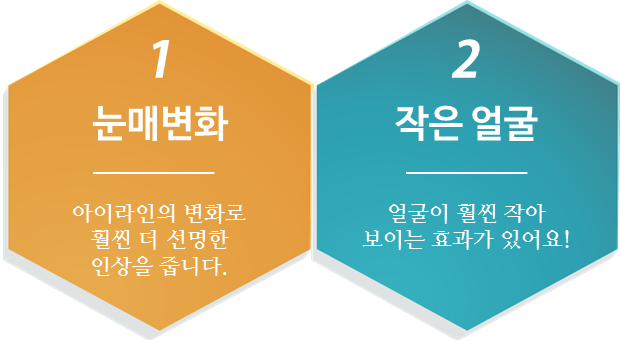 1
눈매변화
아이라인의 변화로
훨씬 더 선명한
인상을 줍니다.
2
작은 얼굴
얼굴이 훨씬 작아
보이는 효과가 있어요!